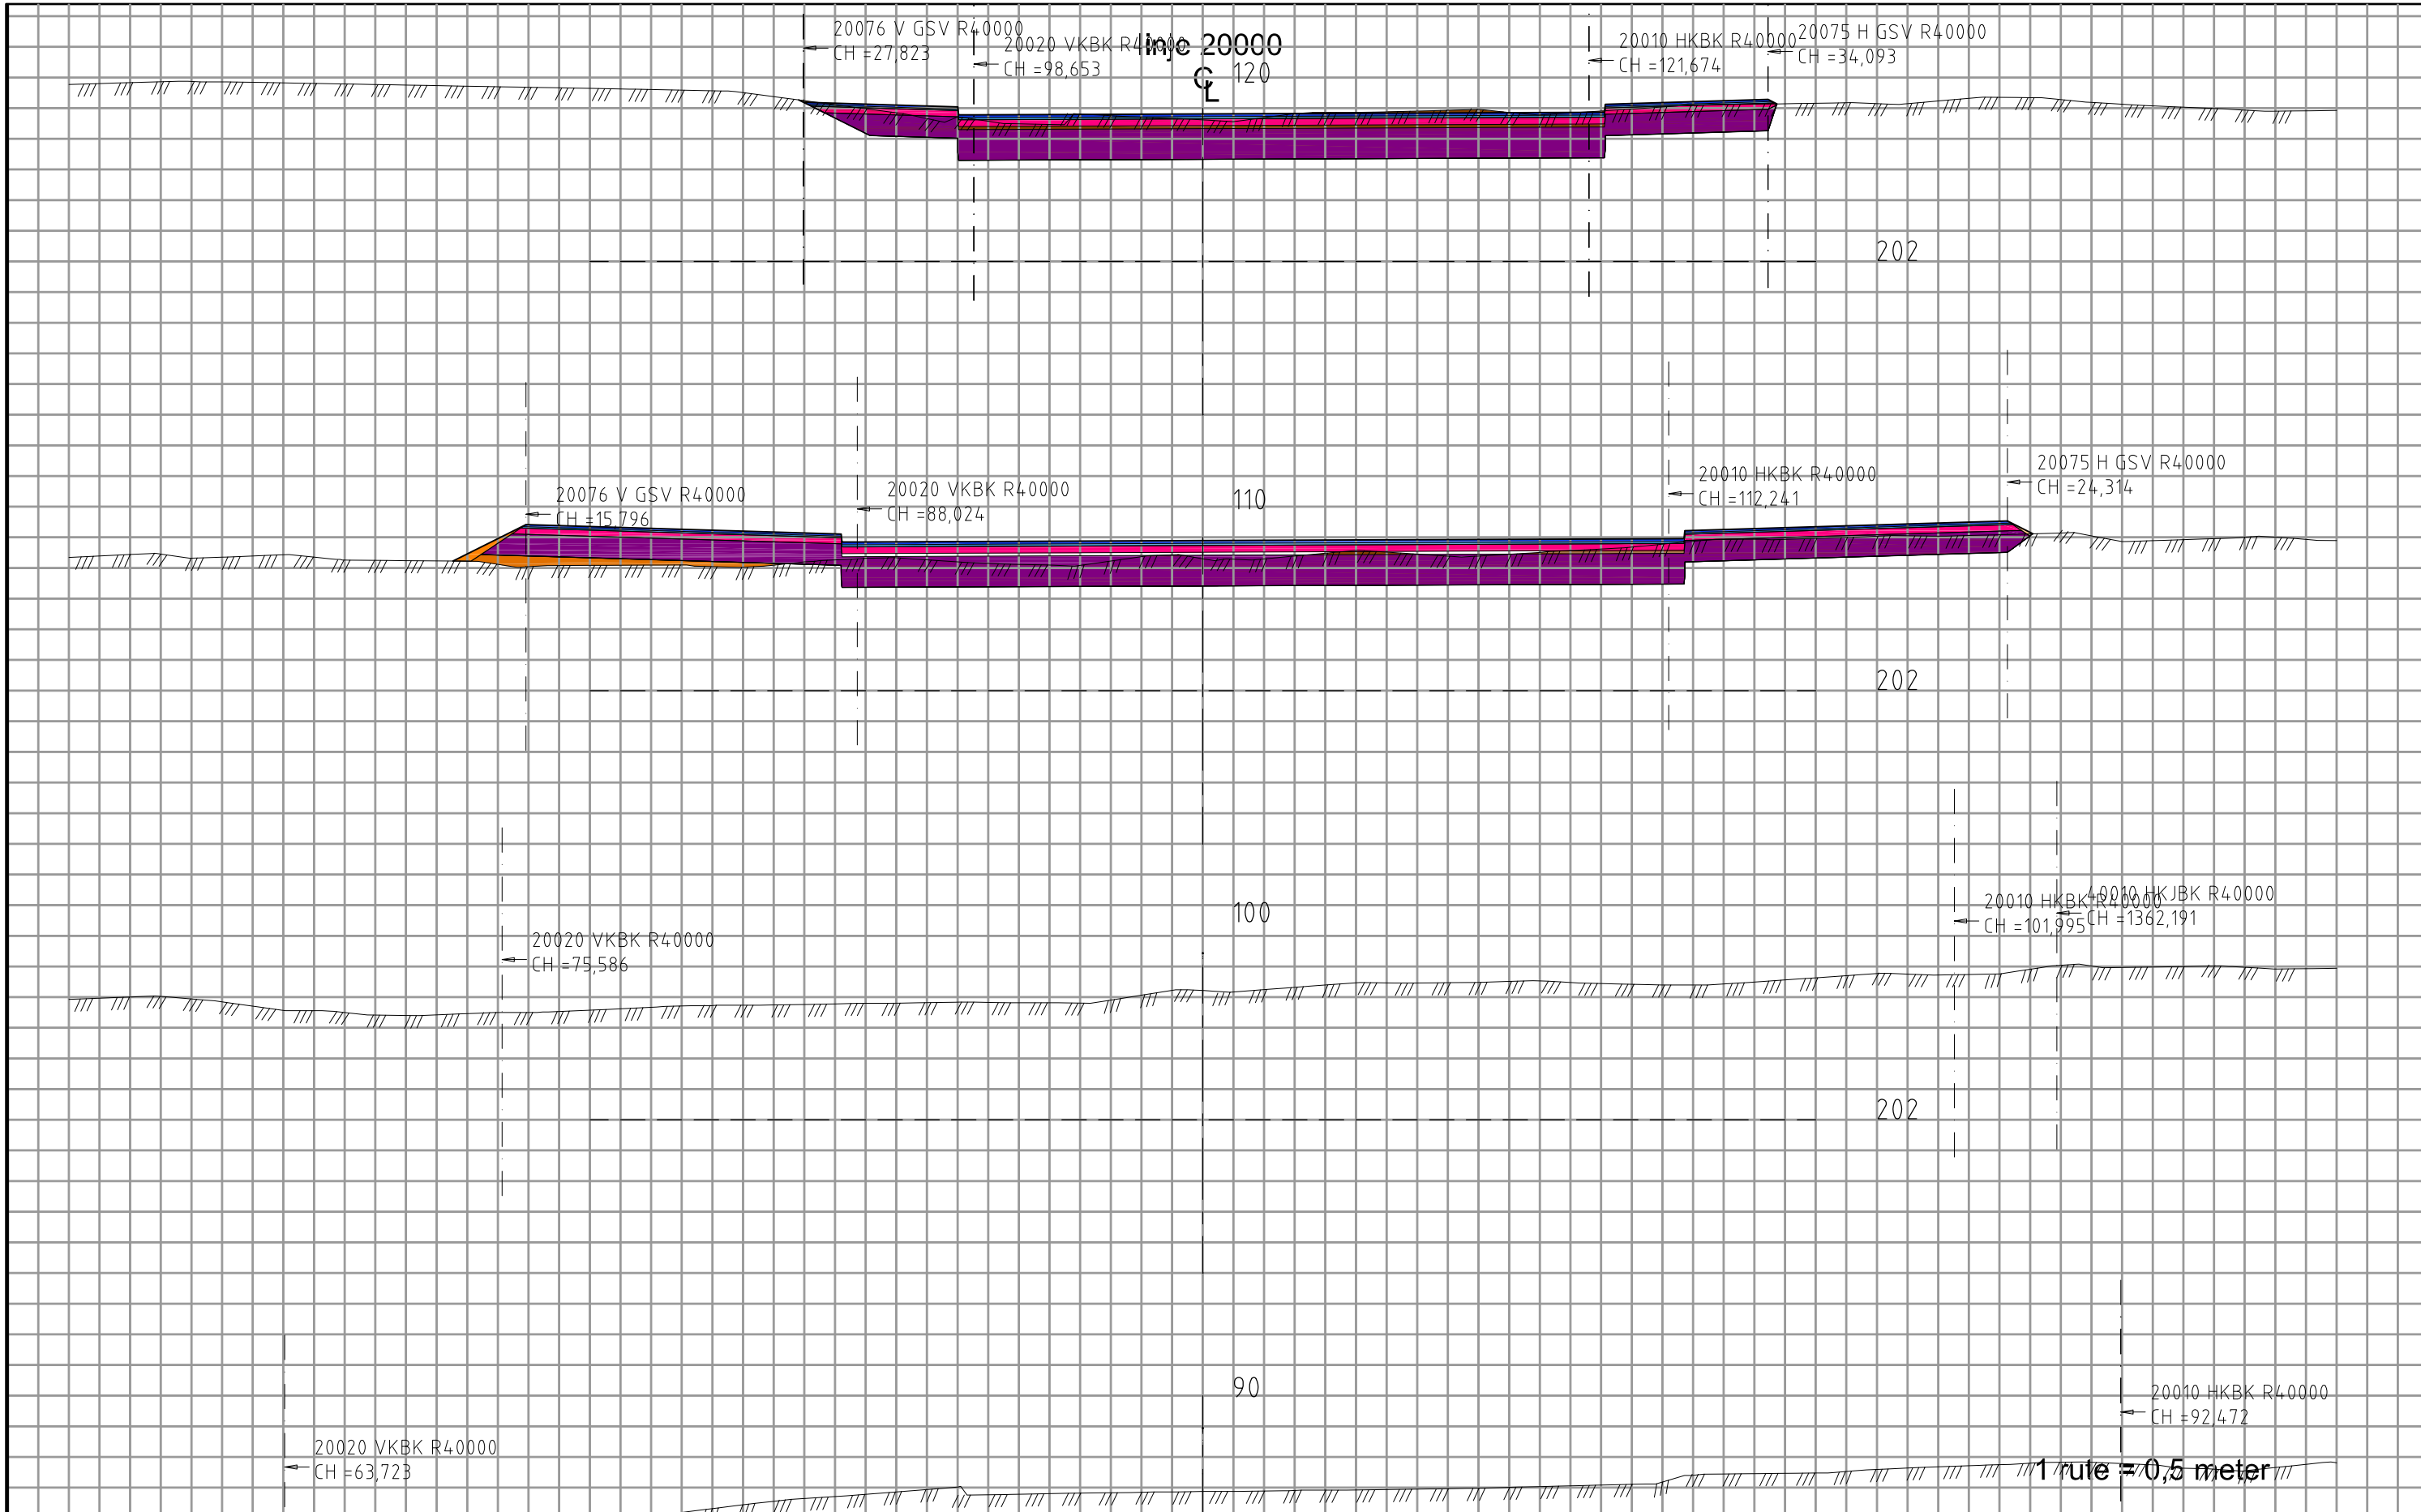 20076 V GSV R40000
CH =27,823
20020 VKBK R40000
CH =98,653
linje 20000
CL 120
20010 HKBK R40000
CH =121,674
20075 H GSV R40000
CH =34,093
202
20076 V GSV R40000
CH =15,796
20020 VKBK R40000
CH =88,024
110
20010 HKBK R40000
CH =112,241
20075 H GSV R40000
CH =24,314
202
20020 VKBK R40000
CH =75,586
100
20010 HKBK R40000
CH =101,995
40010 HKJBK R40000
CH =1362,191
202
20020 VKBK R40000
CH =63,723
90
20010 HKBK R40000
CH =92,472
1 rute = 0,5 meter